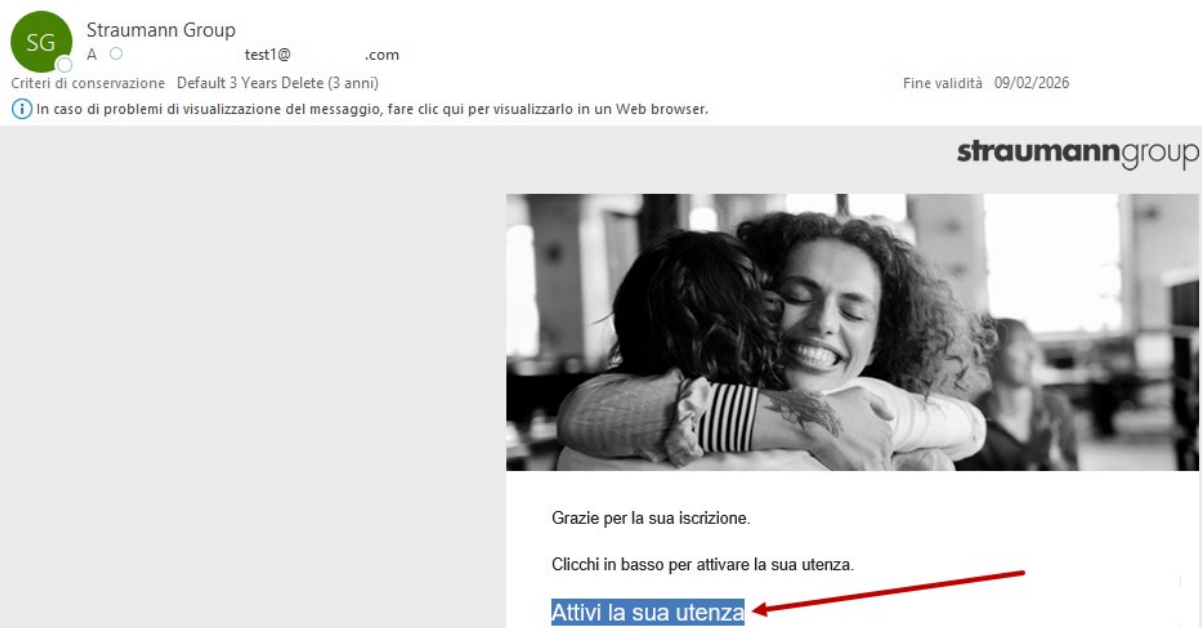 SG
Straumann Group
A test1@ .com
Criteri di conservazione Default 3 Years Delete (3 anni) Fine validità 09/02/2026
i In caso di problemi di visualizzazione del messaggio, fare clic qui per visualizzarlo in un Web browser.
straumanngroup
Grazie per la sua iscrizione.
Clicchi in basso per attivare la sua utenza.
Attivi la sua utenza